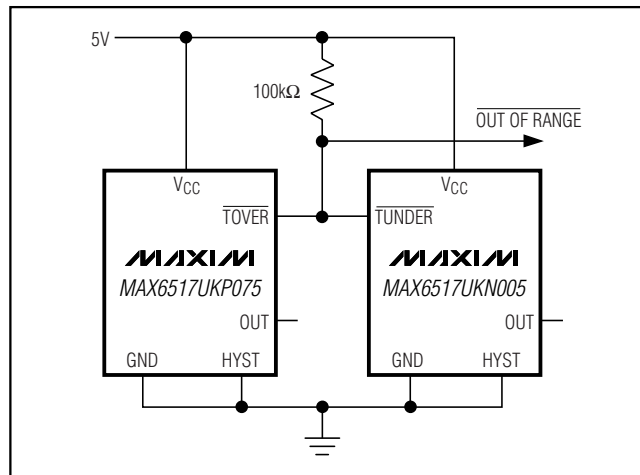 5V
100kΩ
OUT OF RANGE
VCC
VCC
TOVER
TUNDER
MAXIM
MAXIM
MAX6517UKP075
MAX6517UKN005
OUT
OUT
GND
HYST
GND
HYST